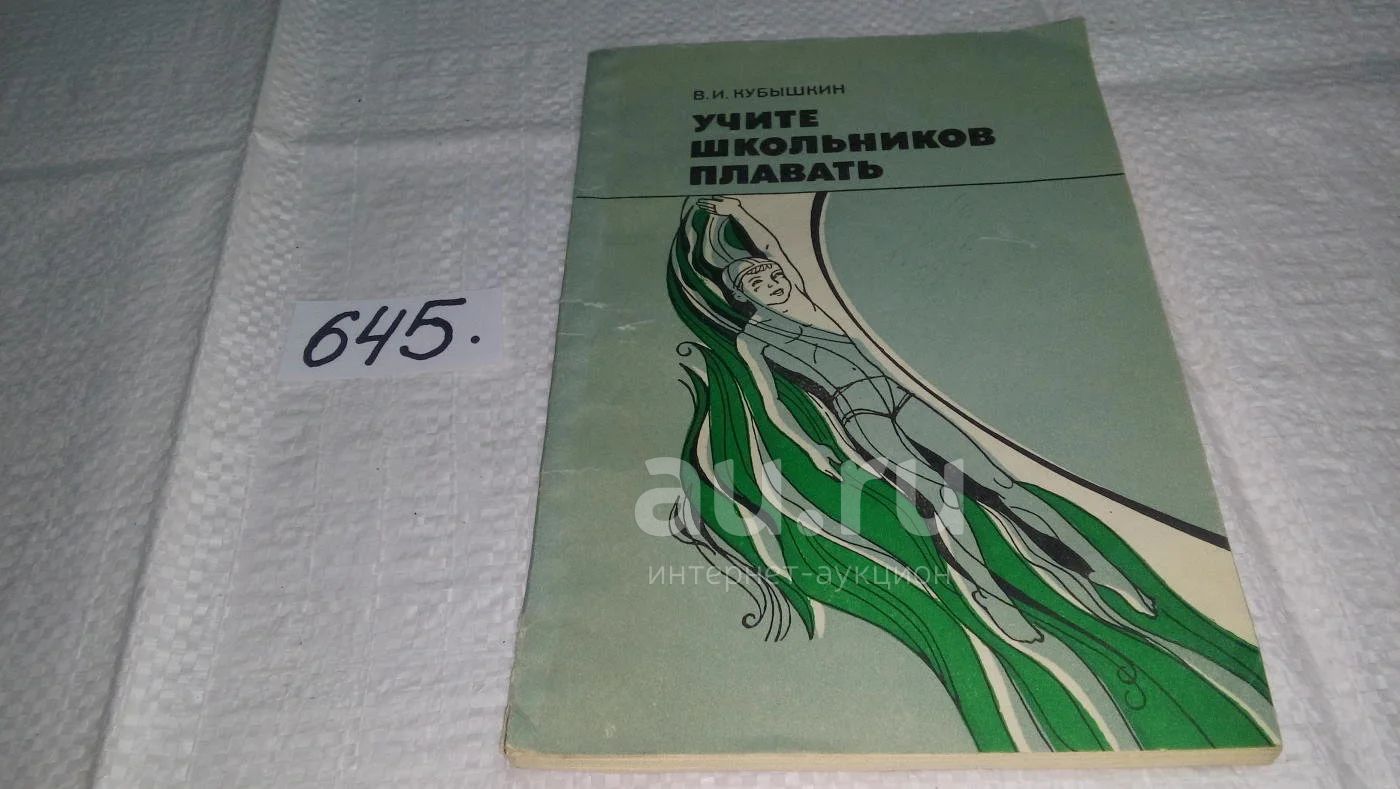 В.И. КУБЫШКИН
УЧИТЕ
ШКОЛЬНИКОВ
ПЛАВАТЬ
645.
au.ru
интернет-аукцион